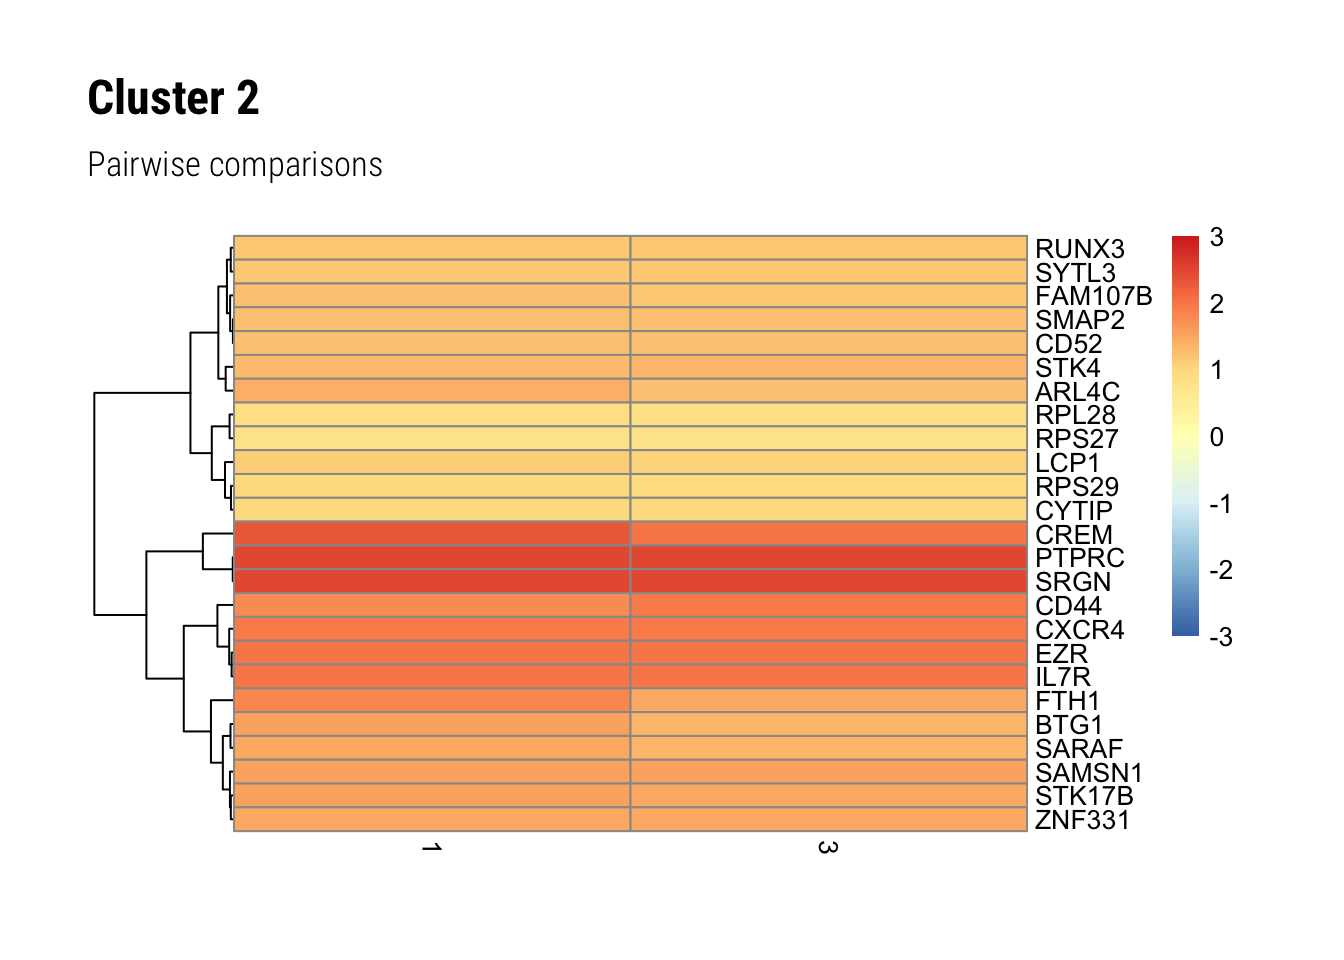 Cluster 2
Pairwise comparisons
RUNX3
SYTL3
FAM107B
SMAP2
CD52
STK4
ARL4C
RPL28
RPS27
LCP1
RPS29
CYTIP
CREM
PTPRC
SRGN
CD44
CXCR4
EZR
IL7R
FTH1
BTG1
SARAF
SAMSN1
STK17B
ZNF331
3
2
1
0
-1
-2
-3
1
3